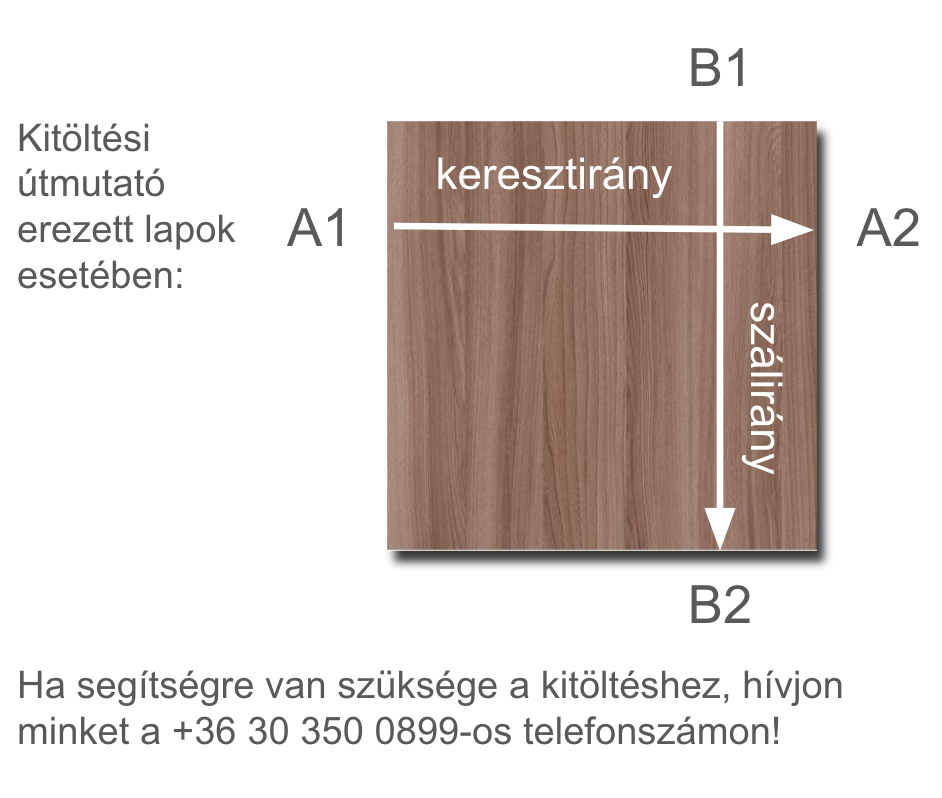 B1
Kitöltési
útmutató
erezett lapok
esetében:
keresztirány
A1
A2
szálirány
B2
Ha segítségre van szüksége a kitöltéshez, hívjon
minket a +36 30 350 0899-os telefonszámon!